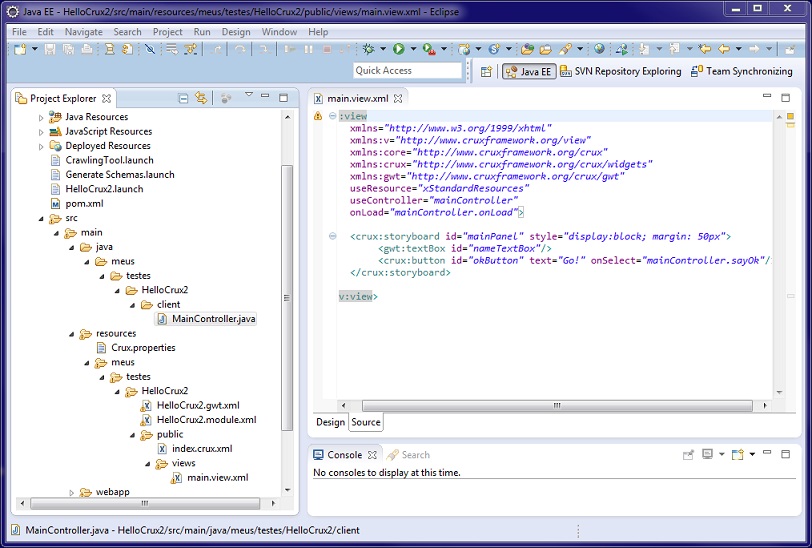 Java EE - HelloCrux2/src/main/resources/meus/testes/HelloCrux2/public/views/main.view.xml - Eclipse
File Edit Navigate Search Project Run Design Window Help
Quick Access
Java EE
SVN Repository Exploring
Team Synchronizing
Project Explorer
Java Resources
JavaScript Resources
Deployed Resources
CrawlingTool.launch
Generate Schemas.launch
HelloCrux2.launch
pom.xml
src
main
java
meus
testes
HelloCrux2
client
MainController.java
resources
Crux.properties
meus
testes
HelloCrux2
HelloCrux2.gwt.xml
HelloCrux2.module.xml
public
index.crux.xml
views
main.view.xml
webapp
main.view.xml
:view
xmlns="http://www.w3.org/1999/xhtml"
xmlns:v="http://www.cruxframework.org/view"
xmlns:core="http://www.cruxframework.org/crux"
xmlns:crux="http://www.cruxframework.org/crux/widgets"
xmlns:gwt="http://www.cruxframework.org/crux/gwt"
useResource="xStandardResources"
useController="mainController"
onLoad="mainController.onLoad">
<crux:storyboard id="mainPanel" style="display:block; margin: 50px">
<gwt:textBox id="nameTextBox"/>
<crux:button id="okButton" text="Go!" onSelect="mainController.sayOk"/
</crux:storyboard>
v:view>
Design Source
Console
Search
No consoles to display at this time.
MainController.java - HelloCrux2/src/main/java/meus/testes/HelloCrux2/client